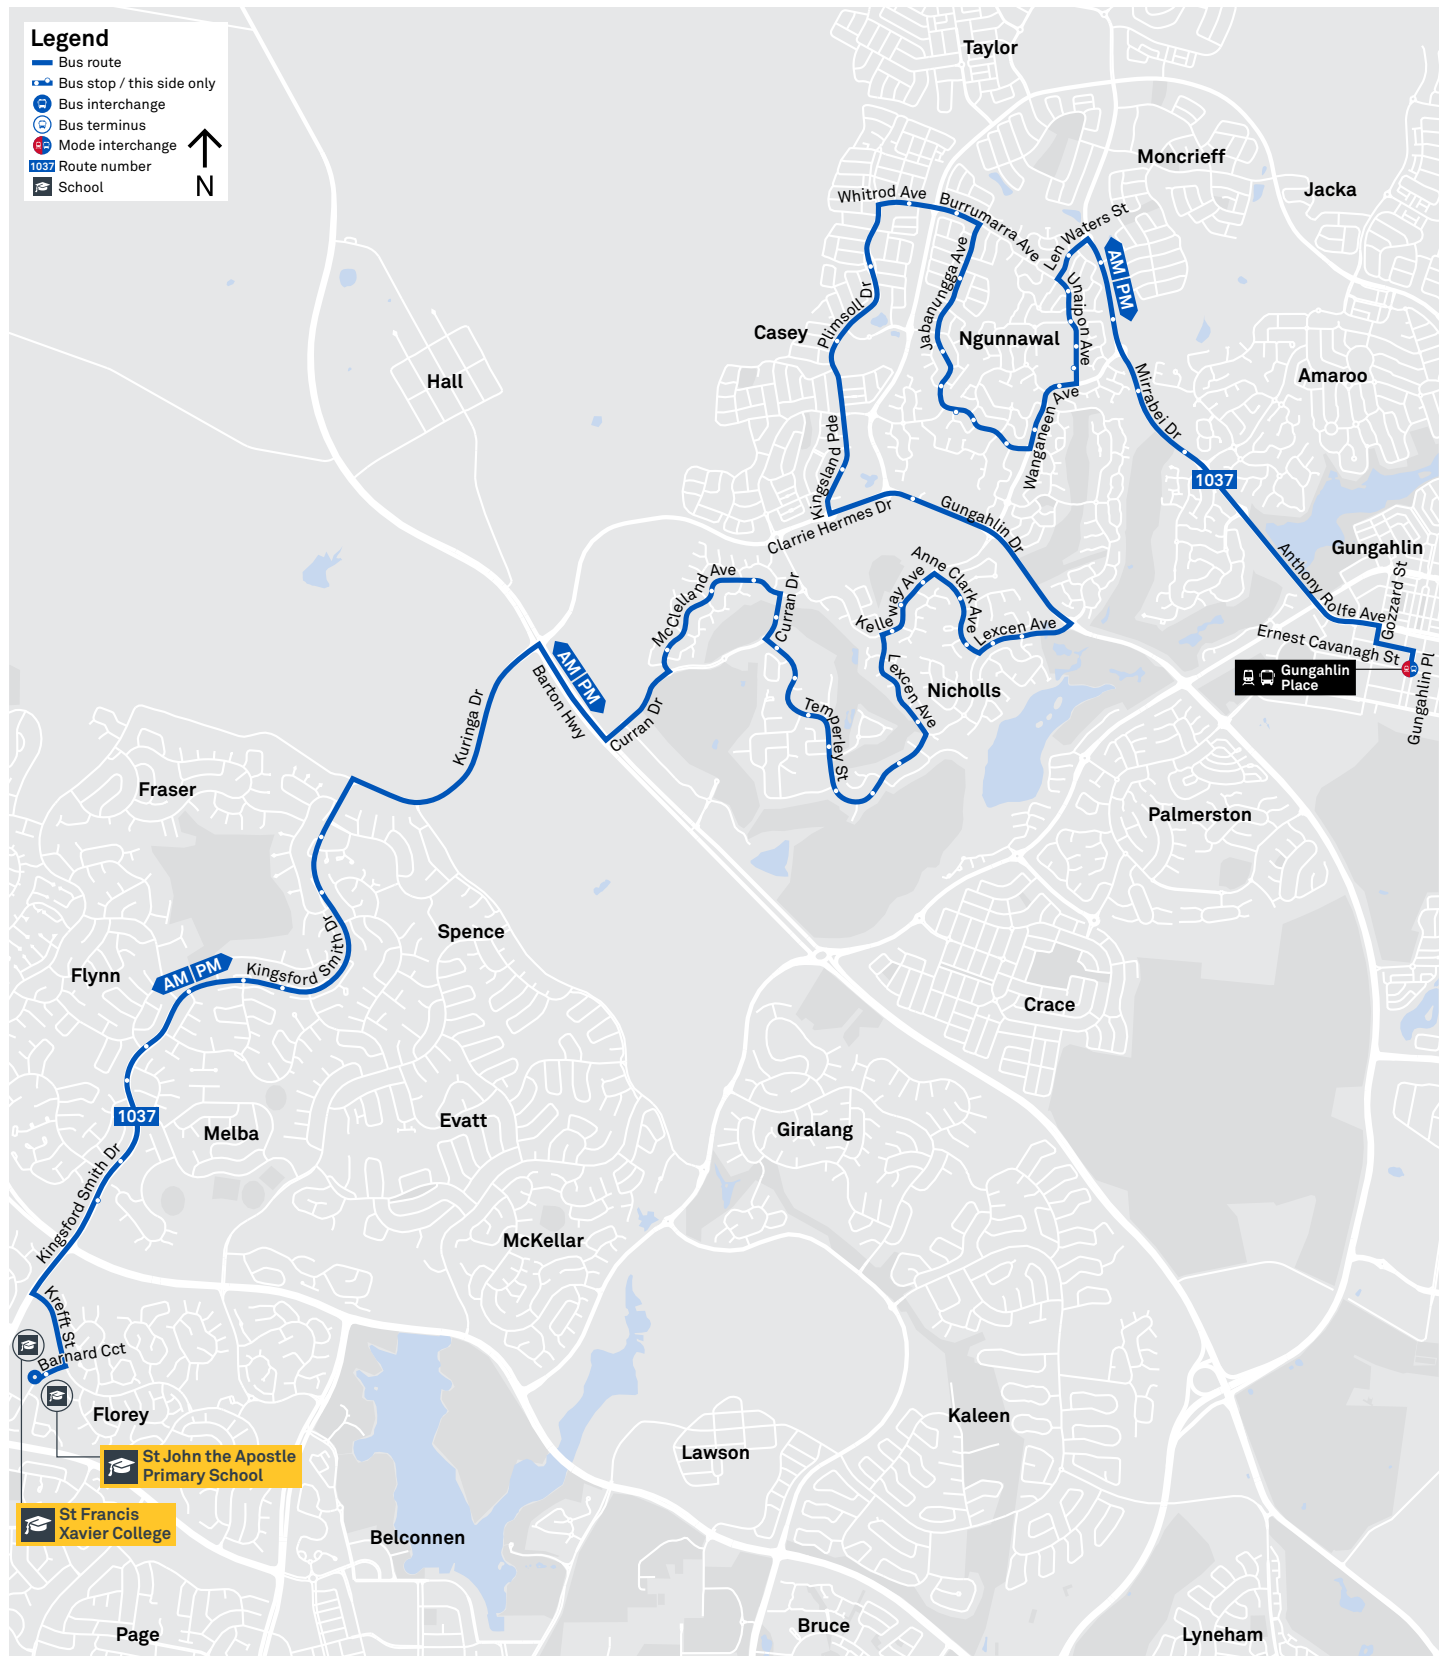 Legend
Bus route
Bus stop / this side only
Bus interchange
Bus terminus
Mode interchange
1037 Route number
School
N
Taylor
Moncrieff
Jacka
Whitrod Ave
Burrumarra Ave
Len Waters St
AM | PM
Jabanungga Ave
Unaipon Ave
Plimsoll Dr
Casey
Ngunnawal
Hall
Amaroo
Mirrabei Dr
Wanganeen Ave
Kingsland Pde
1037
Clarrie Hermes Dr
Gungahlin Dr
Gungahlin
Anthony Rolfe Ave
Gozzard St
Ernest Cavanagh St
Gungahlin Pl
Gungahlin
Place
McClelland Ave
Curran Dr
Anne Clark Ave
Kelleway Ave
Lexcen Ave
Lexcen Ave
Nicholls
AM | PM
Barton Hwy
Curran Dr
Kuringa Dr
Temperley St
Fraser
Palmerston
Spence
Kingsford Smith Dr
AM | PM
Flynn
Crace
1037
Melba
Evatt
Giralang
Kingsford Smith Dr
McKellar
Krefft St
Barnard Cct
Florey
St John the Apostle
Primary School
St Francis
Xavier College
Kaleen
Lawson
Belconnen
Page
Bruce
Lyneham